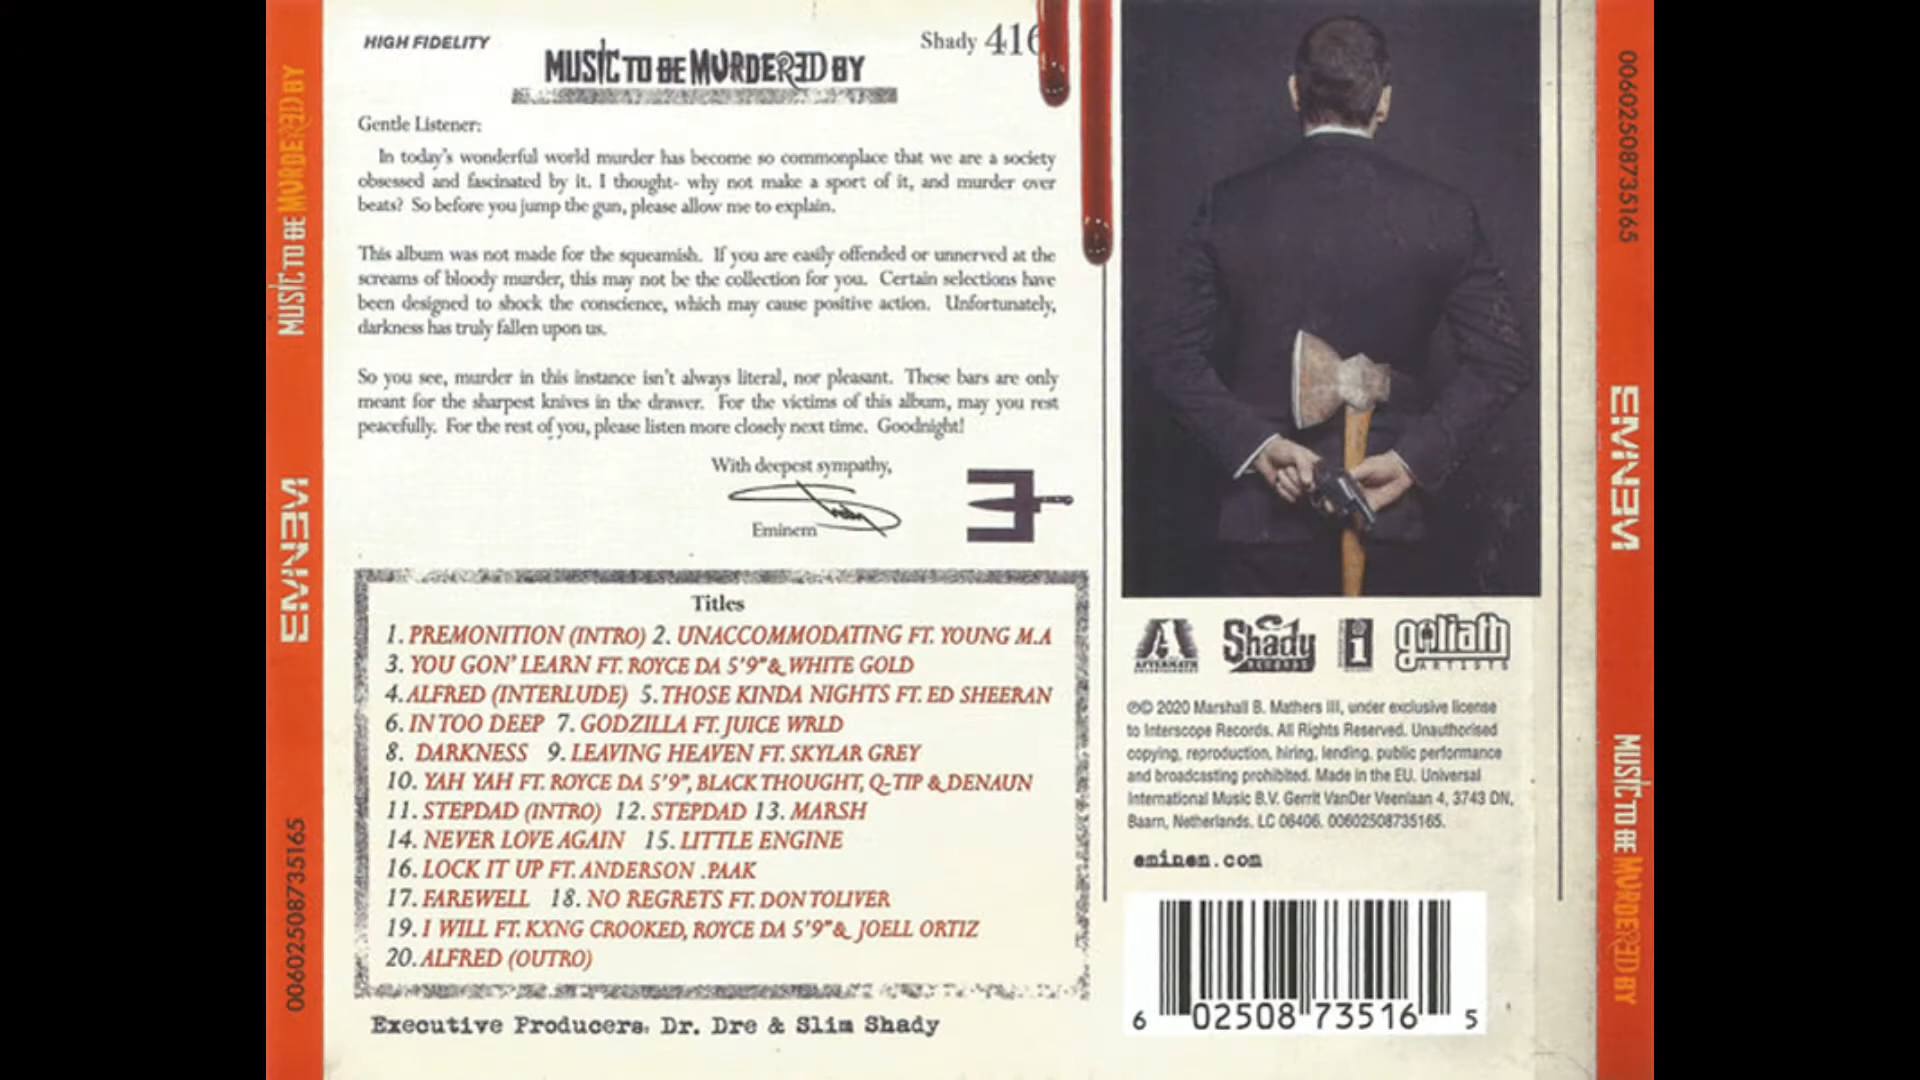 HIGH FIDELITY
Shady 416
MUSIC TO BE MURDERED BY
Gentle Listener:
In today's wonderful world murder has become so commonplace that we are a society
obsessed and fascinated by it. I thought- why not make a sport of it, and murder over
beats? So before you jump the gun, please allow me to explain.
This album was not made for the squeamish. If you are easily offended or unnerved at the
screams of bloody murder, this may not be the collection for you. Certain selections have
been designed to shock the conscience, which may cause positive action. Unfortunately,
darkness has truly fallen upon us.
So you see, murder in this instance isn't always literal, nor pleasant. These bars are only
meant for the sharpest knives in the drawer. For the victims of this album, may you rest
peacefully. For the rest of you, please listen more closely next time. Goodnight!
With deepest sympathy,
Eminem
Titles
1. PREMONITION (INTRO) 2. UNACCOMMODATING FT. YOUNG M.A
3. YOU GON' LEARN FT. ROYCE DA 5'9" & WHITE GOLD
4. ALFRED (INTERLUDE) 5. THOSE KINDA NIGHTS FT. ED SHEERAN
6. IN TOO DEEP 7. GODZILLA FT. JUICE WRLD
8. DARKNESS 9. LEAVING HEAVEN FT. SKYLAR GREY
10. YAH YAH FT. ROYCE DA 5'9", BLACK THOUGHT, Q-TIP & DENAUN
11. STEPDAD (INTRO) 12. STEPDAD 13. MARSH
14. NEVER LOVE AGAIN 15. LITTLE ENGINE
16. LOCK IT UP FT. ANDERSON .PAAK
17. FAREWELL 18. NO REGRETS FT. DON TOLIVER
19. I WILL FT. KXNG CROOKED, ROYCE DA 5'9" & JOELL ORTIZ
20. ALFRED (OUTRO)
Executive Producers: Dr. Dre & Slim Shady
AFTERMATH
ENTERTAINMENT
Shady
RECORDS
i
goliath
ARTISTS
℗© 2020 Marshall B. Mathers III, under exclusive license
to Interscope Records. All Rights Reserved. Unauthorised
copying, reproduction, hiring, lending, public performance
and broadcasting prohibited. Made in the EU. Universal
International Music B.V. Gerrit VanDer Veenlaan 4, 3743 DN,
Baarn, Netherlands. LC 06406. 00602508735165.
eminem.com
6 02508 73516 5
MUSIC TO BE MURDERED BY
EMINEM
00602508735165
00602508735165
EMINEM
MUSIC TO BE MURDERED BY